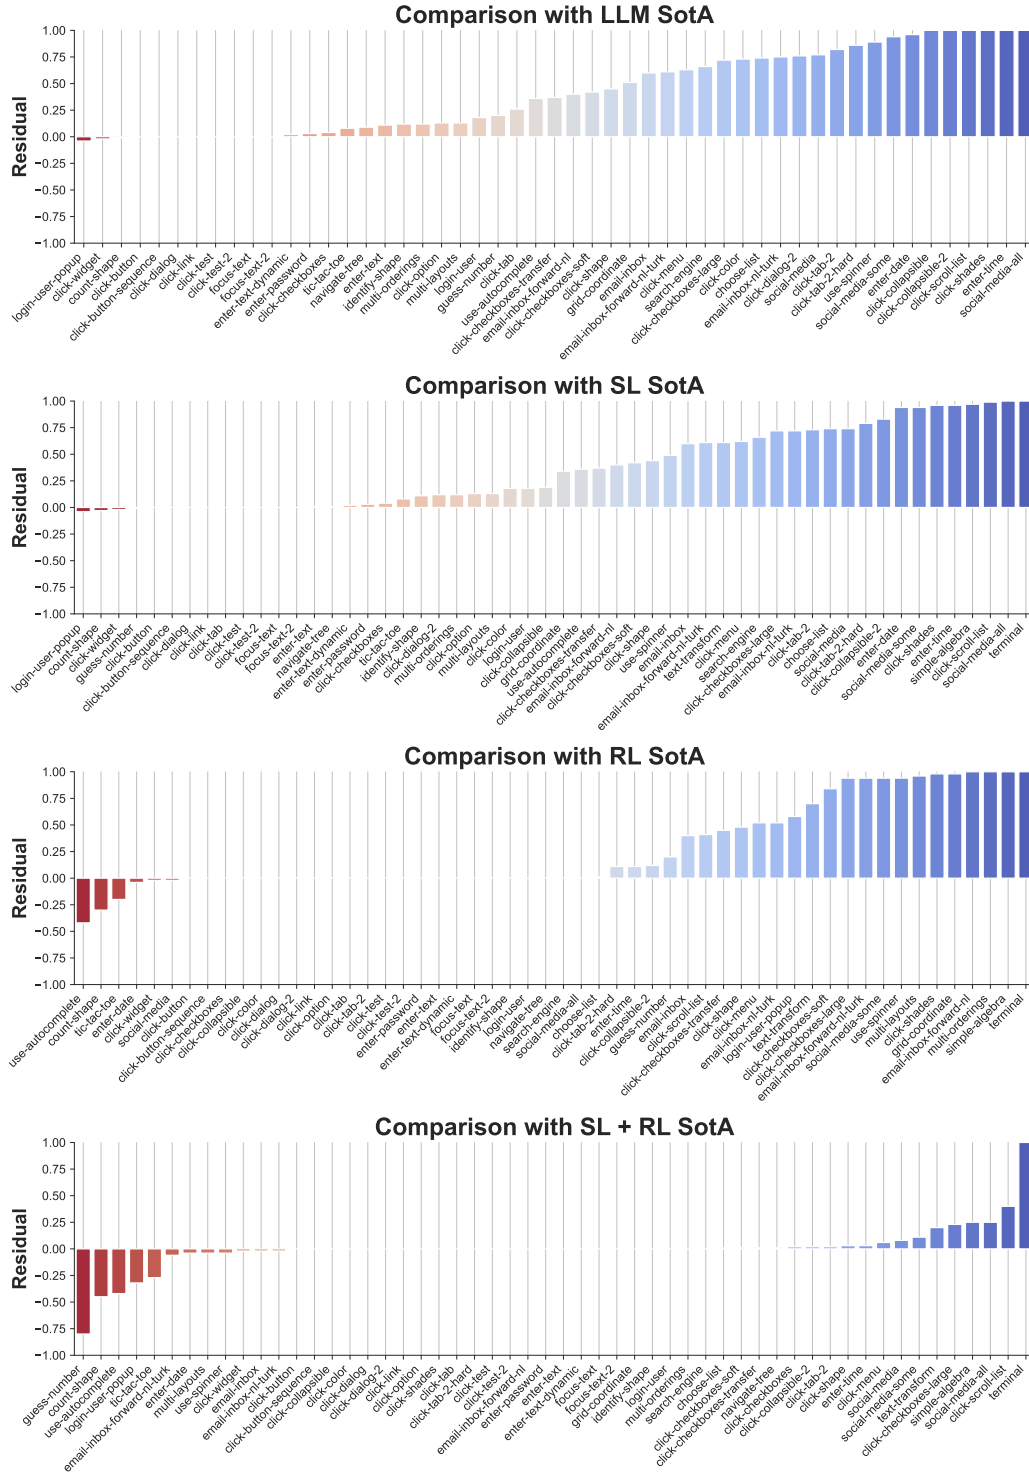 Comparison with LLM SotA
Residual
1.00
0.75
0.50
0.25
0.00
−0.25
−0.50
−0.75
−1.00
login-user-popup
click-widget
count-shape
click-button
click-button-sequence
click-dialog
click-link
click-test
click-test-2
focus-text
focus-text-2
enter-text-dynamic
enter-password
click-checkboxes
tic-tac-toe
navigate-tree
enter-text
identify-shape
multi-orderings
click-option
multi-layouts
login-user
guess-number
click-tab
use-autocomplete
click-checkboxes-transfer
email-inbox-forward-nl
click-checkboxes-soft
click-shape
grid-coordinate
email-inbox
email-inbox-forward-nl-turk
click-menu
search-engine
click-checkboxes-large
click-color
choose-list
email-inbox-nl-turk
click-dialog-2
social-media
click-tab-2
click-tab-2-hard
use-spinner
social-media-some
enter-date
click-collapsible
click-collapsible-2
click-scroll-list
click-shades
enter-time
social-media-all
Comparison with SL SotA
Residual
1.00
0.75
0.50
0.25
0.00
−0.25
−0.50
−0.75
−1.00
login-user-popup
count-shape
click-widget
guess-number
click-button
click-button-sequence
click-dialog
click-link
click-tab
click-test
click-test-2
focus-text
focus-text-2
enter-text
navigate-tree
enter-text-dynamic
enter-password
click-checkboxes
tic-tac-toe
identify-shape
click-dialog-2
multi-orderings
click-option
multi-layouts
click-color
login-user
click-collapsible
grid-coordinate
use-autocomplete
click-checkboxes-transfer
email-inbox-forward-nl
click-checkboxes-soft
click-shape
use-spinner
email-inbox
email-inbox-forward-nl-turk
text-transform
click-menu
search-engine
click-checkboxes-large
email-inbox-nl-turk
click-tab-2
choose-list
social-media
click-tab-2-hard
click-collapsible-2
enter-date
social-media-some
click-shades
enter-time
simple-algebra
click-scroll-list
social-media-all
terminal
Comparison with RL SotA
Residual
1.00
0.75
0.50
0.25
0.00
−0.25
−0.50
−0.75
−1.00
use-autocomplete
count-shape
tic-tac-toe
enter-date
click-widget
social-media
click-button
click-button-sequence
click-checkboxes
click-collapsible
click-color
click-dialog
click-dialog-2
click-link
click-option
click-tab
click-tab-2
click-test
click-test-2
enter-password
enter-text
enter-text-dynamic
focus-text
focus-text-2
identify-shape
login-user
navigate-tree
search-engine
social-media-all
choose-list
click-tab-2-hard
enter-time
click-collapsible-2
guess-number
email-inbox
click-scroll-list
click-checkboxes-transfer
click-shape
click-menu
email-inbox-nl-turk
login-user-popup
text-transform
click-checkboxes-soft
click-checkboxes-large
email-inbox-forward-nl-turk
social-media-some
use-spinner
multi-layouts
click-shades
grid-coordinate
email-inbox-forward-nl
multi-orderings
simple-algebra
terminal
Comparison with SL + RL SotA
Residual
1.00
0.75
0.50
0.25
0.00
−0.25
−0.50
−0.75
−1.00
guess-number
count-shape
use-autocomplete
login-user-popup
tic-tac-toe
email-inbox-forward-nl-turk
enter-date
multi-layouts
use-spinner
click-widget
email-inbox
email-inbox-nl-turk
click-button
click-button-sequence
click-collapsible
click-color
click-dialog
click-dialog-2
click-link
click-option
click-shades
click-tab
click-tab-2-hard
click-test
click-test-2
email-inbox-forward-nl
enter-password
enter-text
enter-text-dynamic
focus-text
focus-text-2
grid-coordinate
identify-shape
login-user
multi-orderings
search-engine
choose-list
click-checkboxes-soft
click-checkboxes-transfer
navigate-tree
click-checkboxes
click-collapsible-2
click-tab-2
click-shape
enter-time
click-menu
social-media
social-media-some
text-transform
click-checkboxes-large
simple-algebra
social-media-all
click-scroll-list
terminal